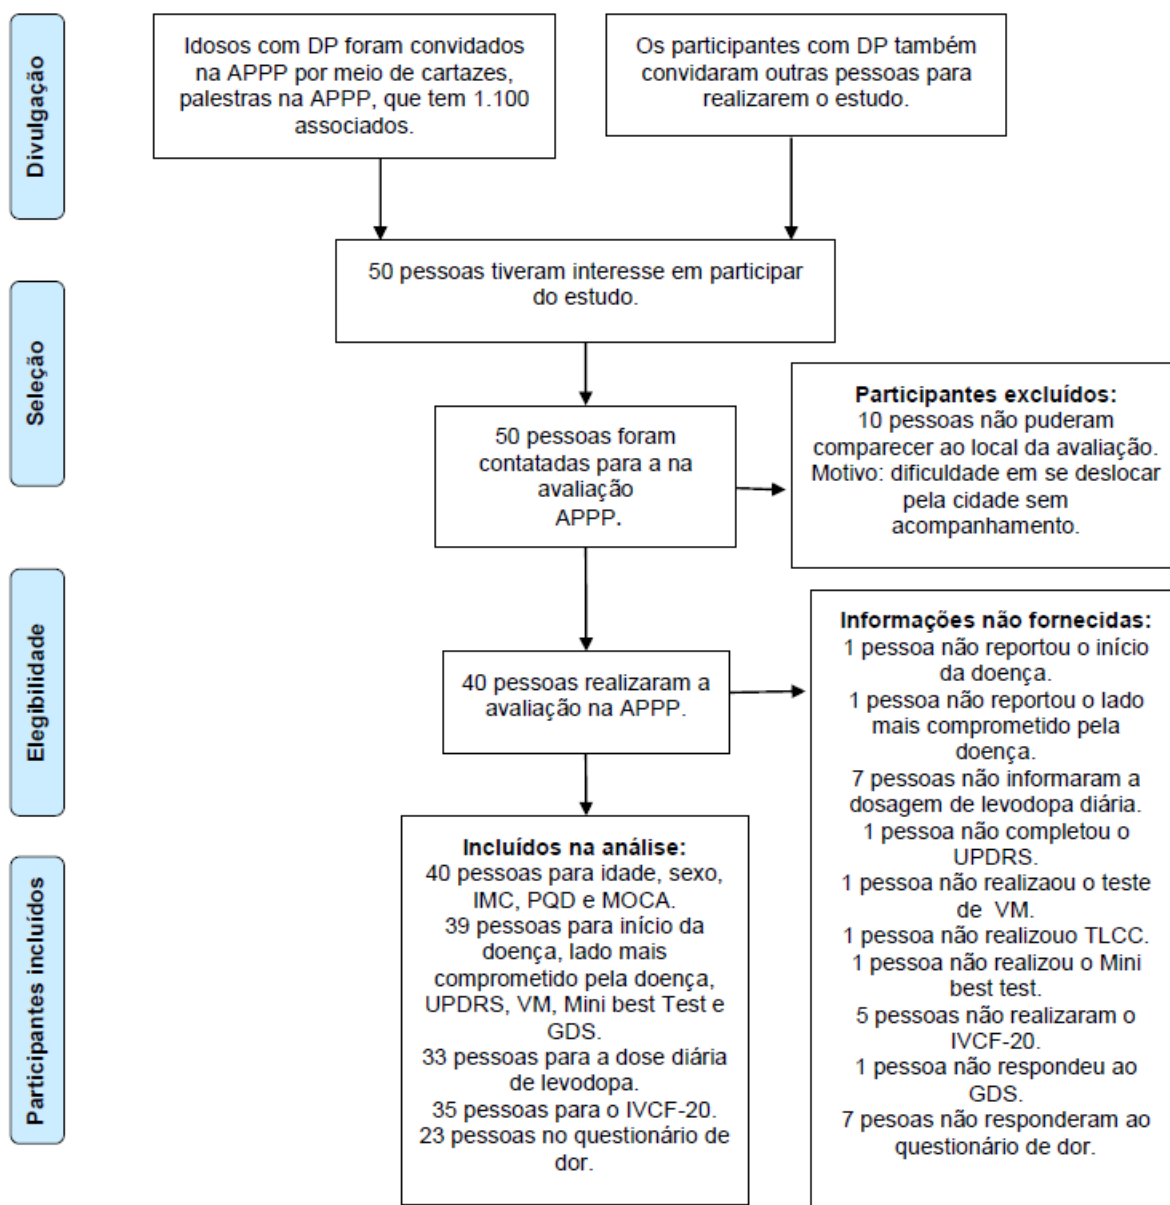 Divulgação
Idosos com DP foram convidados
na APPP por meio de cartazes,
palestras na APPP, que tem 1.100
associados.
Os participantes com DP também
convidaram outras pessoas para
realizarem o estudo.
Seleção
50 pessoas tiveram interesse em participar
do estudo.
50 pessoas foram
contatadas para a na
avaliação
APPP.
Participantes excluídos:
10 pessoas não puderam
comparecer ao local da avaliação.
Motivo: dificuldade em se deslocar
pela cidade sem
acompanhamento.
Elegibilidade
40 pessoas realizaram a
avaliação na APPP.
Informações não fornecidas:
1 pessoa não reportou o início
da doença.
1 pessoa não reportou o lado
mais comprometido pela
doença.
7 pessoas não informaram a
dosagem de levodopa diária.
1 pessoa não completou o
UPDRS.
1 pessoa não realizaou o teste
de VM.
1 pessoa não realizouo TLCC.
1 pessoa não realizou o Mini
best test.
5 pessoas não realizaram o
IVCF-20.
1 pessoa não respondeu ao
GDS.
7 pesoas não responderam ao
questionário de dor.
Participantes incluídos
Incluídos na análise:
40 pessoas para idade, sexo,
IMC, PQD e MOCA.
39 pessoas para início da
doença, lado mais
comprometido pela doença,
UPDRS, VM, Mini best Test e
GDS.
33 pessoas para a dose diária
de levodopa.
35 pessoas para o IVCF-20.
23 pessoas no questionário de
dor.